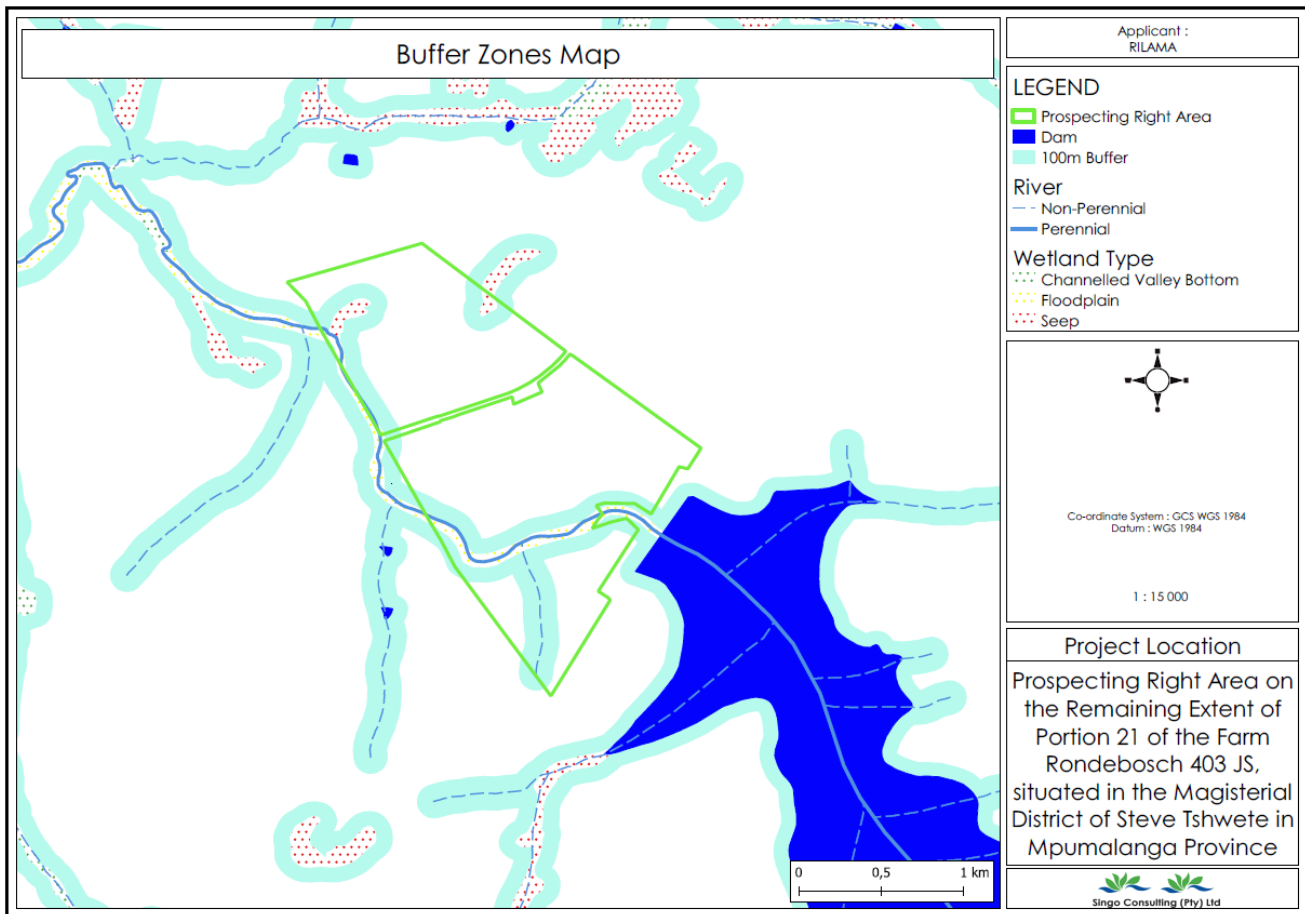 Buffer Zones Map
Applicant :
RILAMA
LEGEND
Prospecting Right Area
Dam
100m Buffer
River
Non-Perennial
Perennial
Wetland Type
Channelled Valley Bottom
Floodplain
Seep
Co-ordinate System : GCS WGS 1984
Datum : WGS 1984
1 : 15 000
Project Location
Prospecting Right Area on
the Remaining Extent of
Portion 21 of the Farm
Rondebosch 403 JS,
situated in the Magisterial
District of Steve Tshwete in
Mpumalanga Province
0 0,5 1 km
Singo Consulting (Pty) Ltd